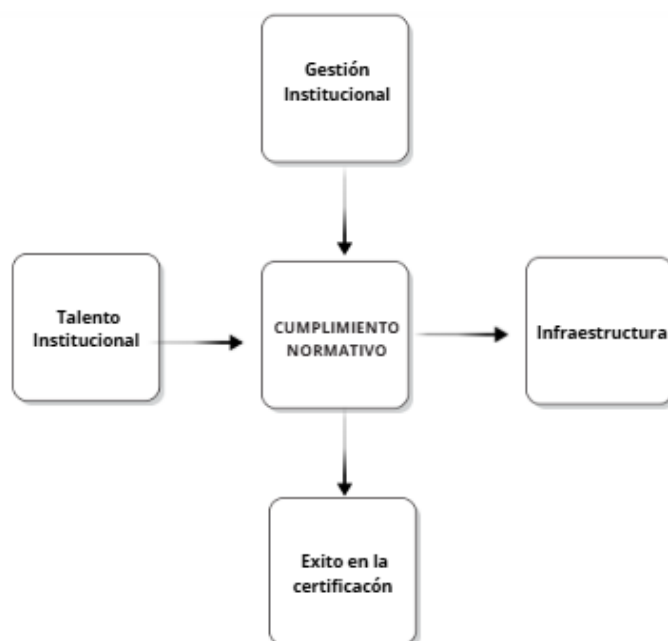 Gestión
Institucional
Talento
Institucional
CUMPLIMIENTO
NORMATIVO
Infraestructura
Exito en la
certificacón